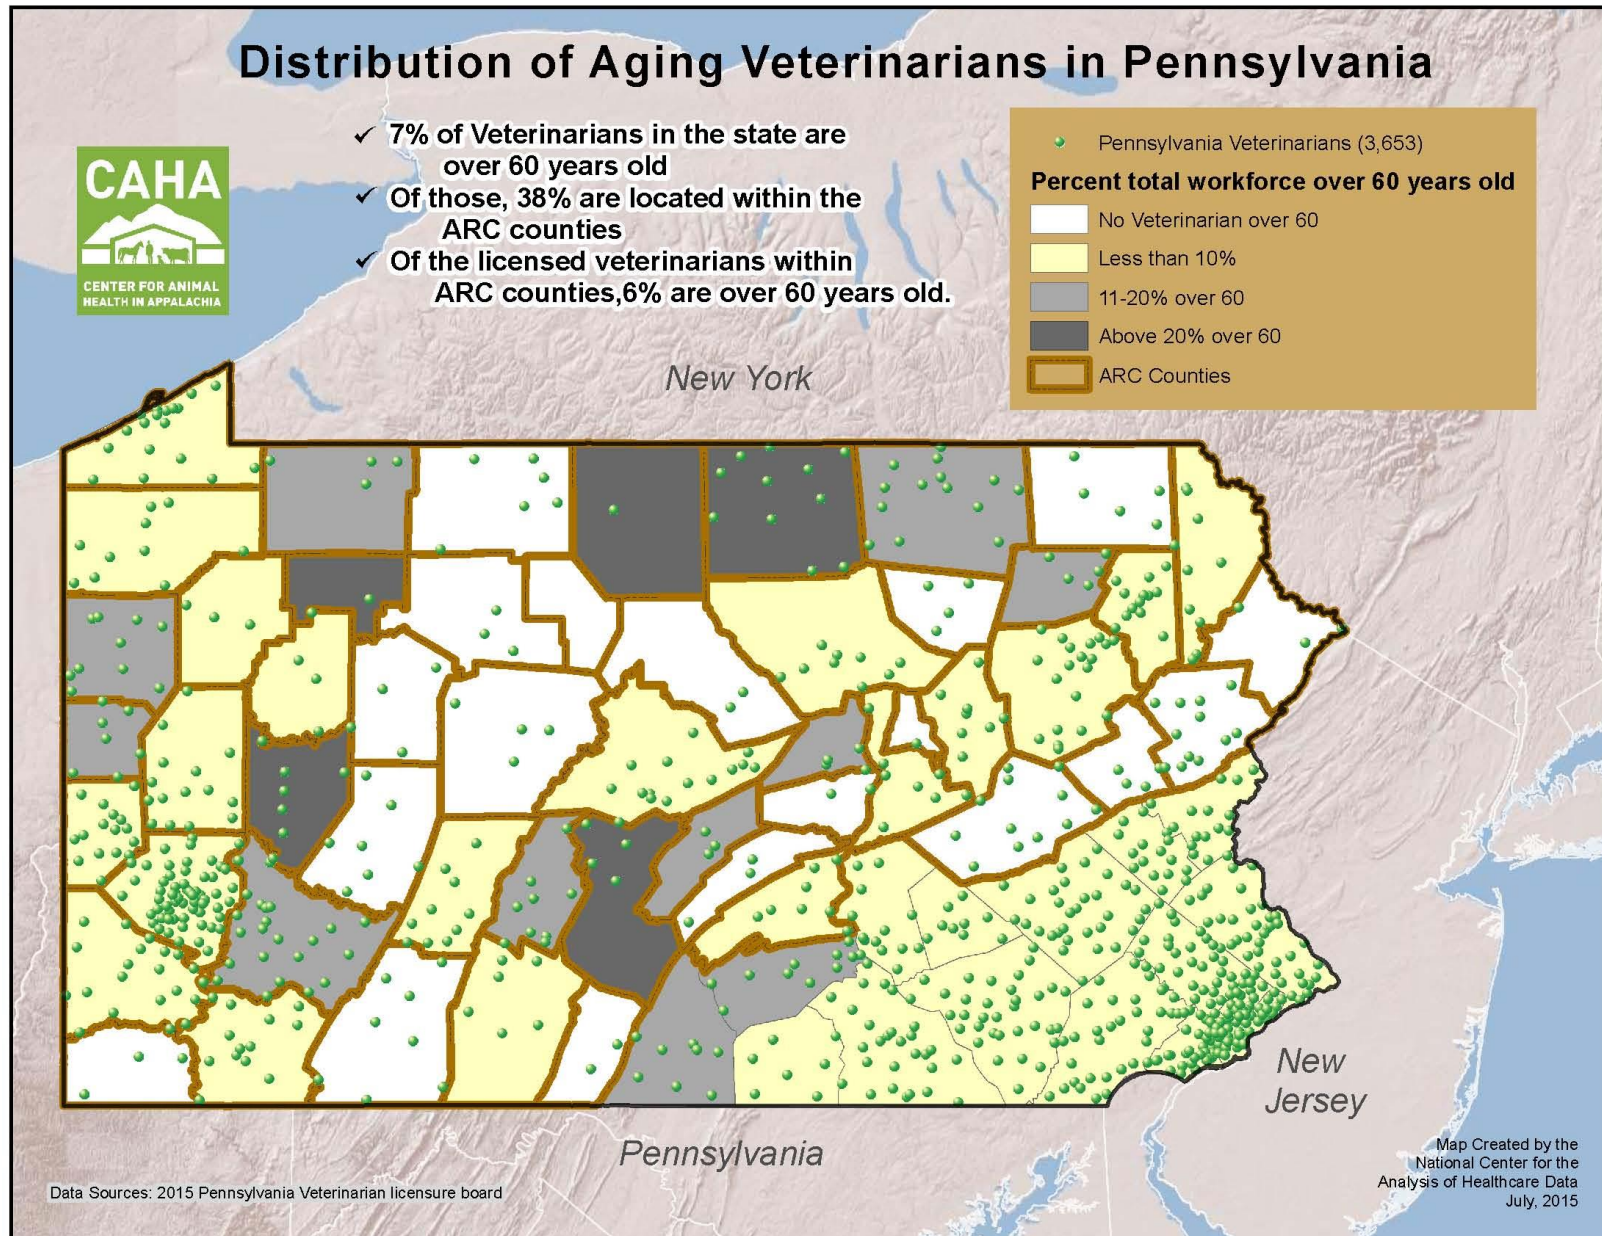 Distribution of Aging Veterinarians in Pennsylvania
✓ 7% of Veterinarians in the state are
over 60 years old
✓ Of those, 38% are located within the
ARC counties
✓ Of the licensed veterinarians within
ARC counties,6% are over 60 years old.
CAHA
CENTER FOR ANIMAL
HEALTH IN APPALACHIA
Pennsylvania Veterinarians (3,653)
Percent total workforce over 60 years old
No Veterinarian over 60
Less than 10%
11-20% over 60
Above 20% over 60
ARC Counties
New York
New
Jersey
Pennsylvania
Data Sources: 2015 Pennsylvania Veterinarian licensure board
Map Created by the
National Center for the
Analysis of Healthcare Data
July, 2015